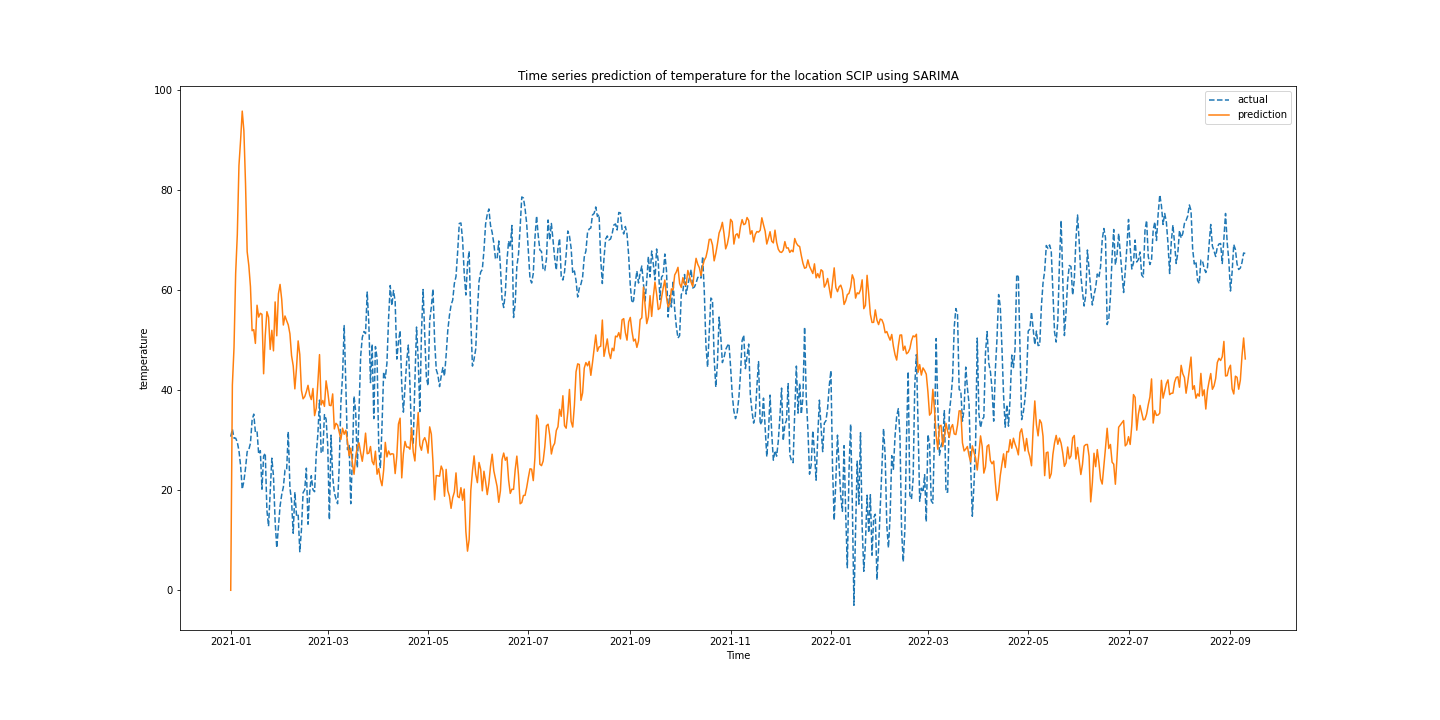 Time series prediction of temperature for the location SCIP using SARIMA
actual
prediction
100
80
60
40
20
0
temperature
2021-01 2021-03 2021-05 2021-07 2021-09 2021-11 2022-01 2022-03 2022-05 2022-07 2022-09
Time